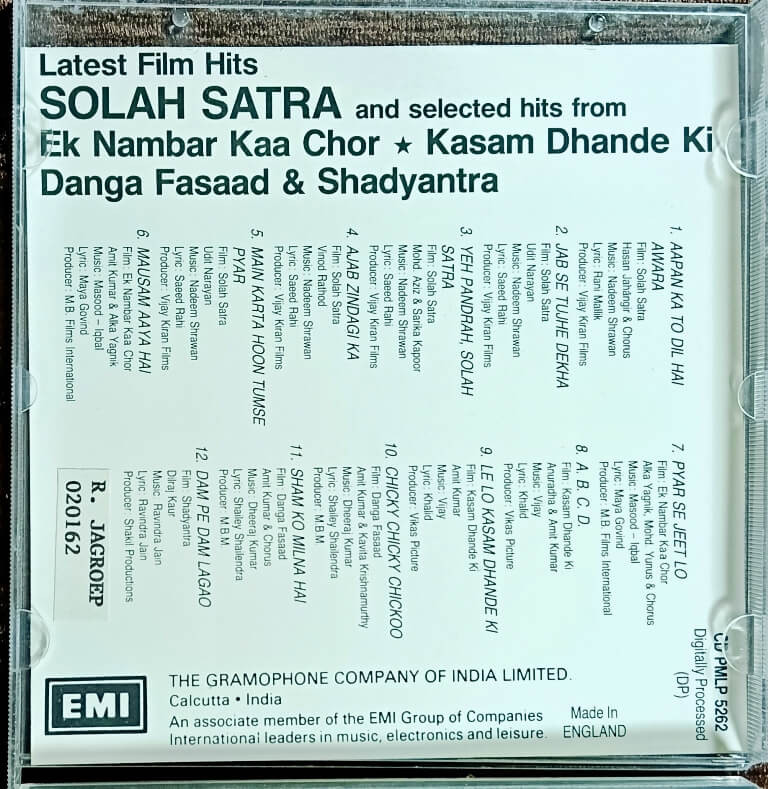 Latest Film Hits
SOLAH SATRA and selected hits from
Ek Nambar Kaa Chor ★ Kasam Dhande Ki
Danga Fasaad & Shadyantra
1. AAPAN KA TO DIL HAI
AWARA
Film: Solah Satra
Hasan Jahangir & Chorus
Music: Nadeem Shrawan
Lyric: Rani Malik
Producer: Vijay Kiran Films
2. JAB SE TUJHE DEKHA
Film: Solah Satra
Udit Narayan
Music: Nadeem Shrawan
Lyric: Saeed Rahi
Producer: Vijay Kiran Films
3. YEH PANDRAH, SOLAH
SATRA
Film: Solah Satra
Mohd. Aziz & Sarika Kapoor
Music: Nadeem Shrawan
Lyric: Saeed Rahi
Producer: Vijay Kiran Films
4. AJAB ZINDAGI KA
Film: Solah Satra
Vinod Rathod
Music: Nadeem Shrawan
Lyric: Saeed Rahi
Producer: Vijay Kiran Films
5. MAIN KARTA HOON TUMSE
PYAR
Film: Solah Satra
Udit Narayan
Music: Nadeem Shrawan
Lyric: Saeed Rahi
Producer: Vijay Kiran Films
6. MAUSAM AAYA HAI
Film: Ek Nambar Kaa Chor
Amit Kumar & Alka Yagnik
Music: Masood – Iqbal
Lyric: Maya Govind
Producer: M.B. Films International
7. PYAR SE JEET LO
Film: Ek Nambar Kaa Chor
Alka Yagnik, Mohd. Yunus & Chorus
Music: Masood – Iqbal
Lyric: Maya Govind
Producer: M.B. Films International
8. A. B. C. D.
Film: Kasam Dhande Ki
Anuradha & Amit Kumar
Music: Vijay
Lyric: Khalid
Producer: Vikas Picture
9. LE LO KASAM DHANDE KI
Film: Kasam Dhande Ki
Amit Kumar
Music: Vijay
Lyric: Khalid
Producer: Vikas Picture
10. CHICKY CHICKY CHICKOO
Film: Danga Fasaad
Amit Kumar & Kavita Krishnamurthy
Music: Dheeraj Kumar
Lyric: Shailey Shailendra
Producer: M.B.M.
11. SHAM KO MILNA HAI
Film: Danga Fasaad
Amit Kumar & Chorus
Music: Dheeraj Kumar
Lyric: Shailey Shailendra
Producer: M.B.M.
12. DAM PE DAM LAGAO
Film: Shadyantra
Dilraj Kaur
Music: Ravindra Jain
Lyric: Ravindra Jain
Producer: Shakil Productions
R. JAGROEP
020162
CD PMLP 5262
Digitally Processed
(DP)
EMI
THE GRAMOPHONE COMPANY OF INDIA LIMITED.
Calcutta • India
An associate member of the EMI Group of Companies
International leaders in music, electronics and leisure.
Made In
ENGLAND